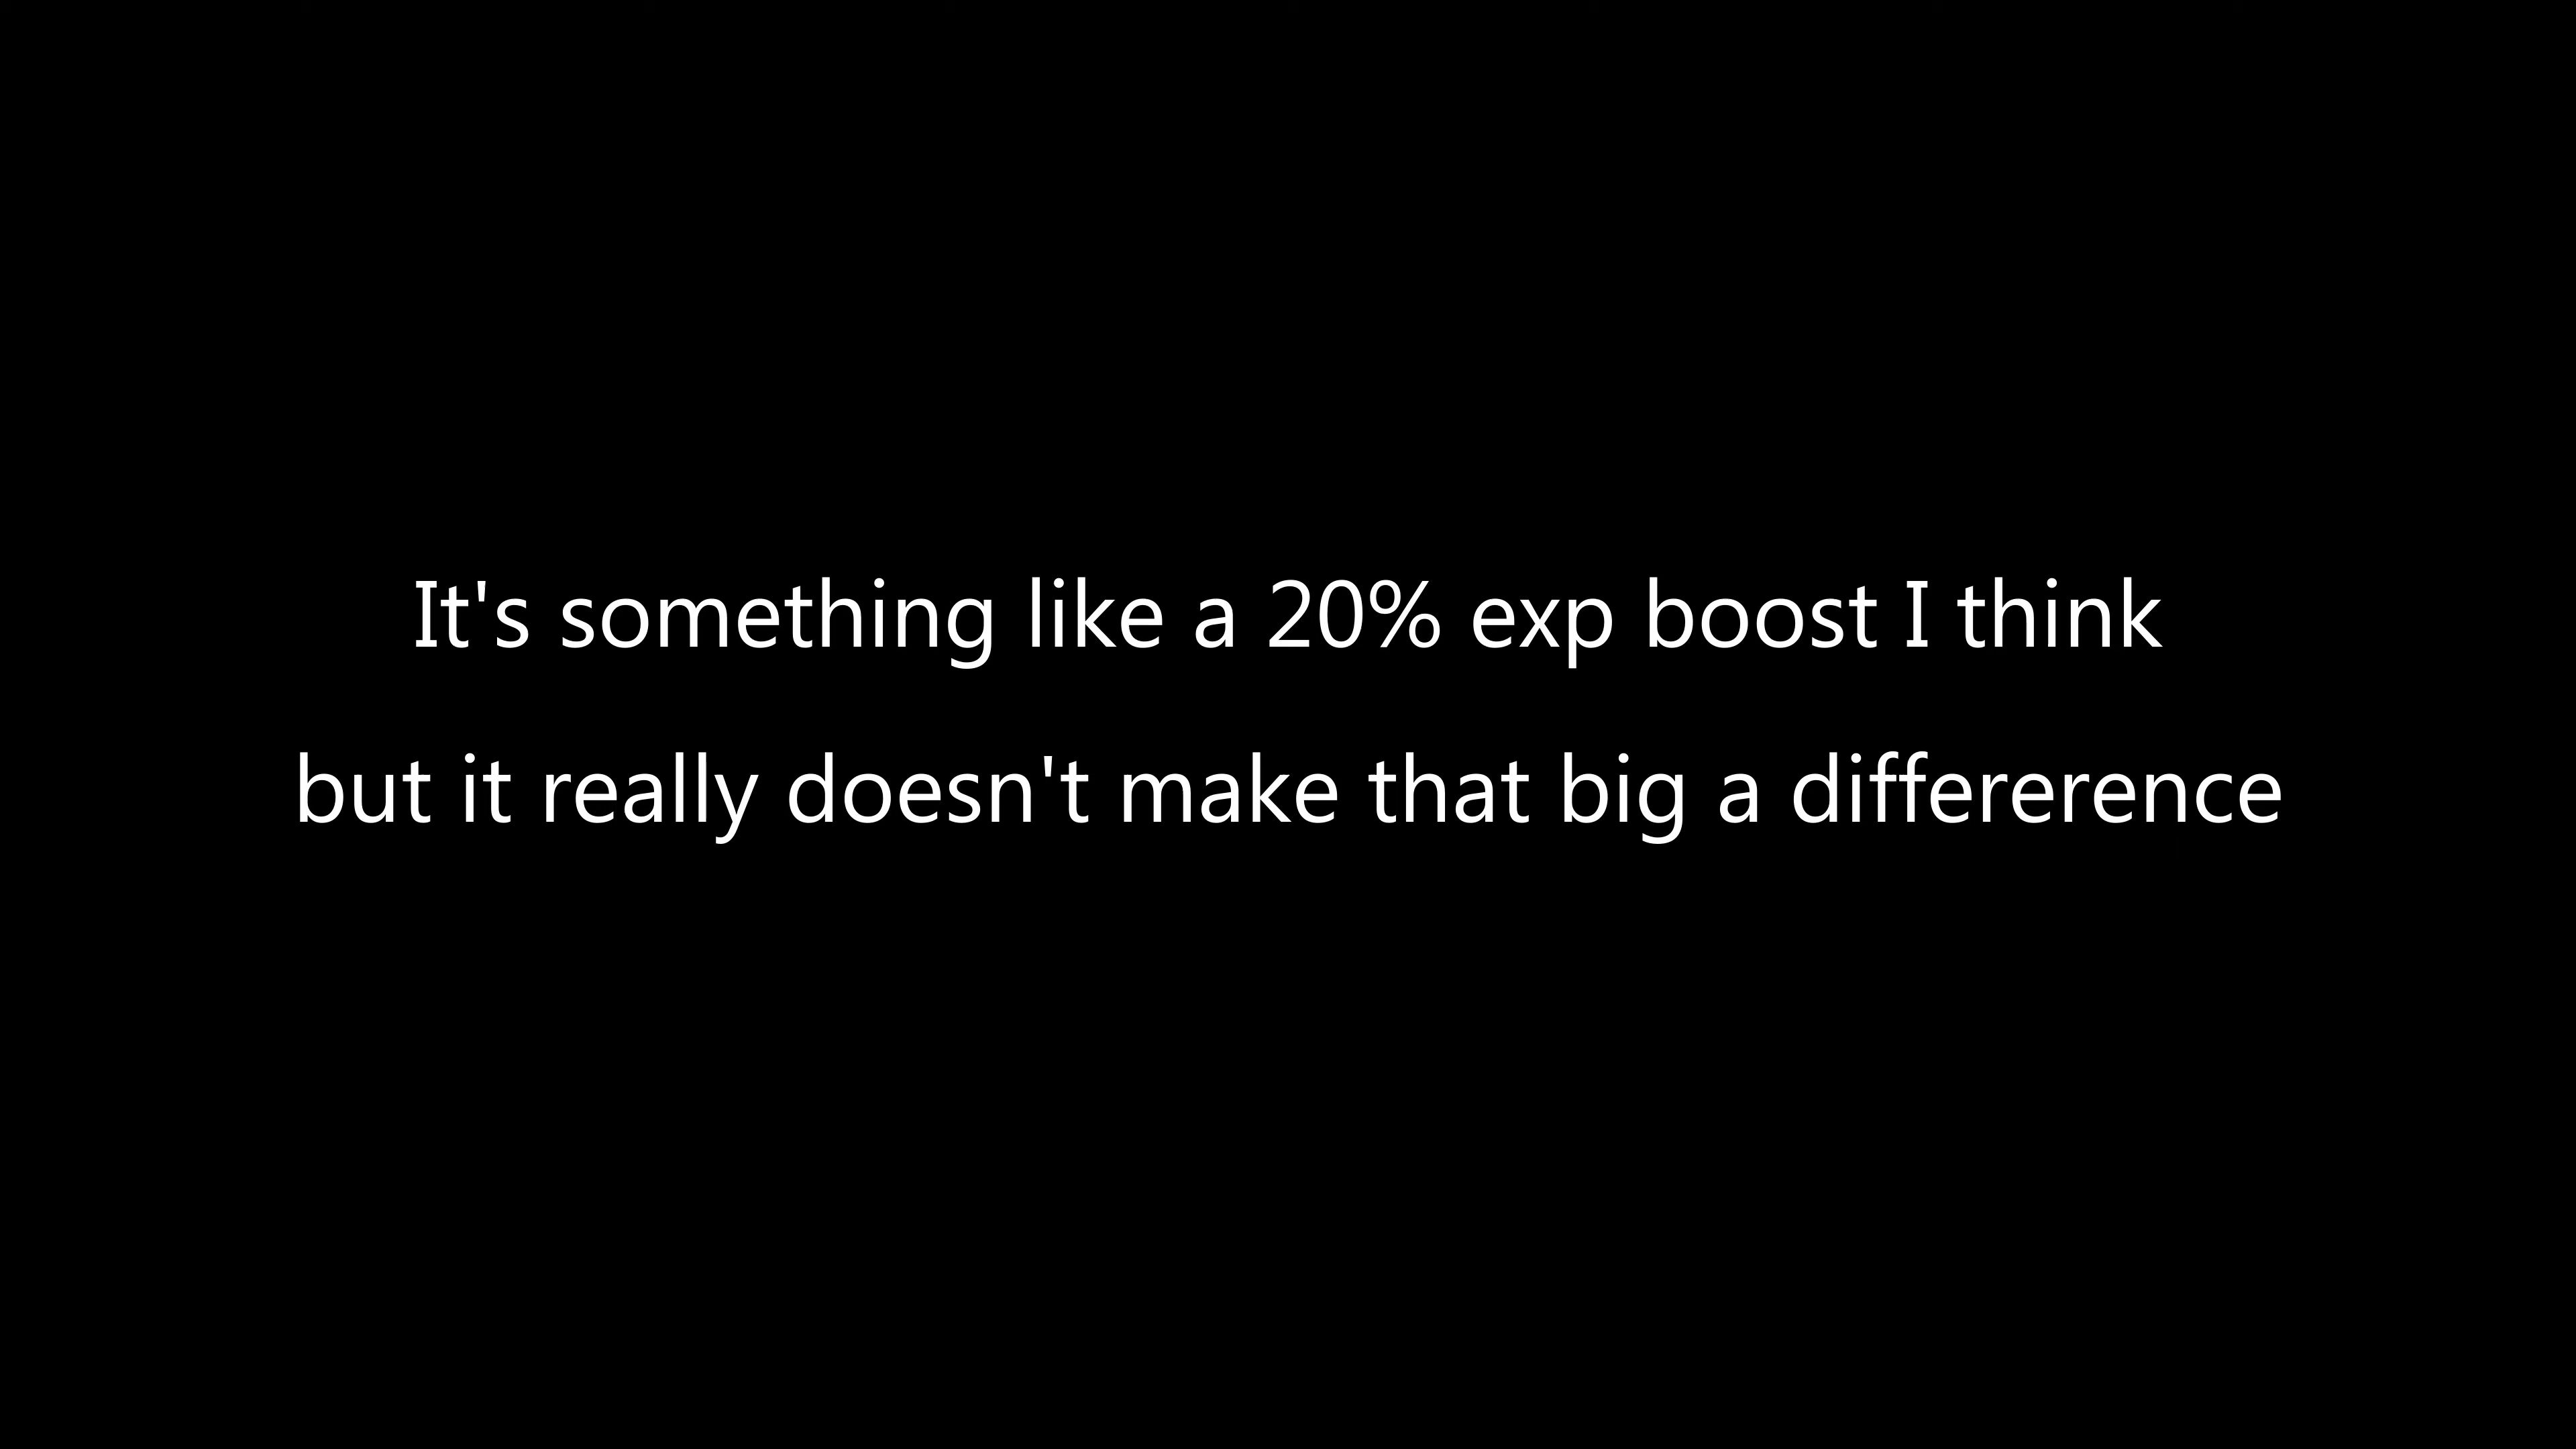 It's something like a 20% exp boost I think
but it really doesn't make that big a differerence